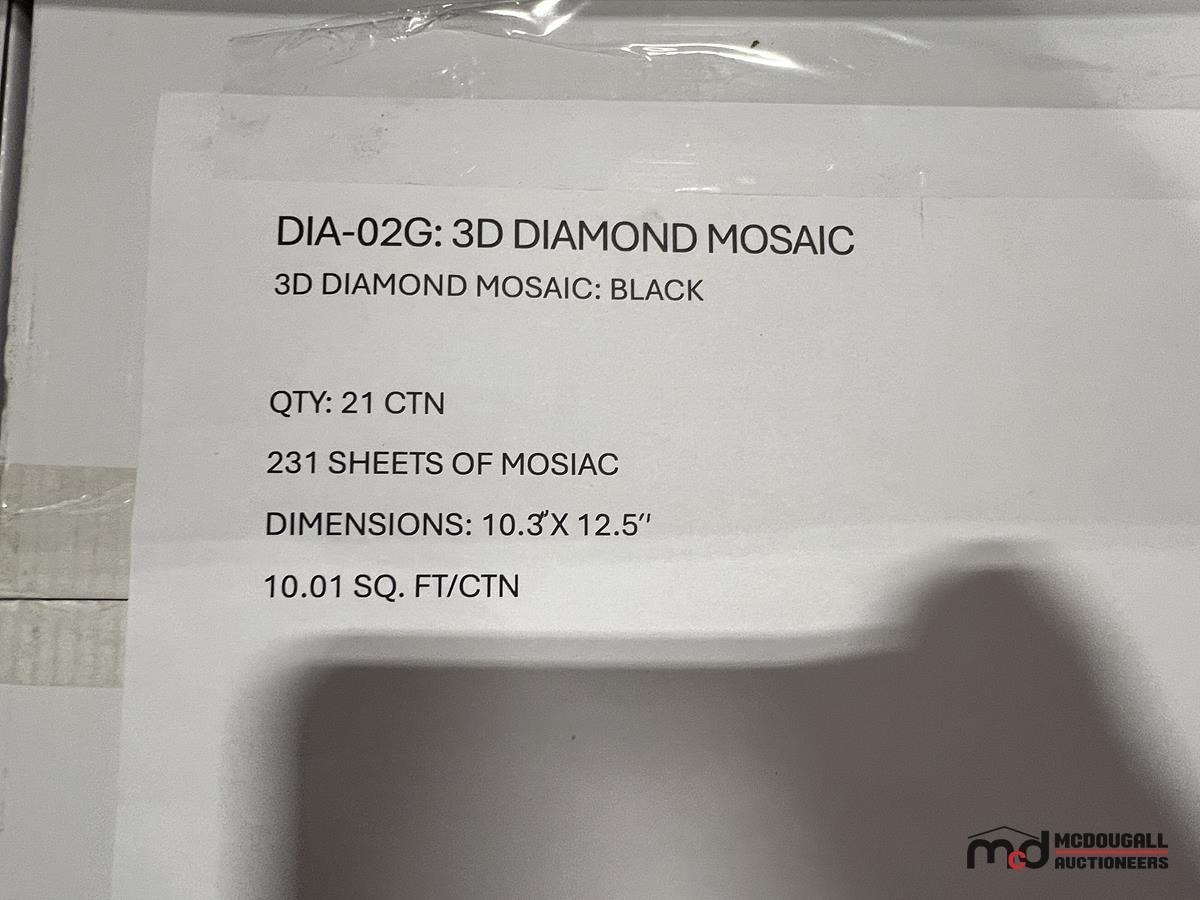 DIA-02G: 3D DIAMOND MOSAIC
3D DIAMOND MOSAIC: BLACK
QTY: 21 CTN
231 SHEETS OF MOSIAC
DIMENSIONS: 10.3"X 12.5"
10.01 SQ. FT/CTN
mcd MCDOUGALL
AUCTIONEERS